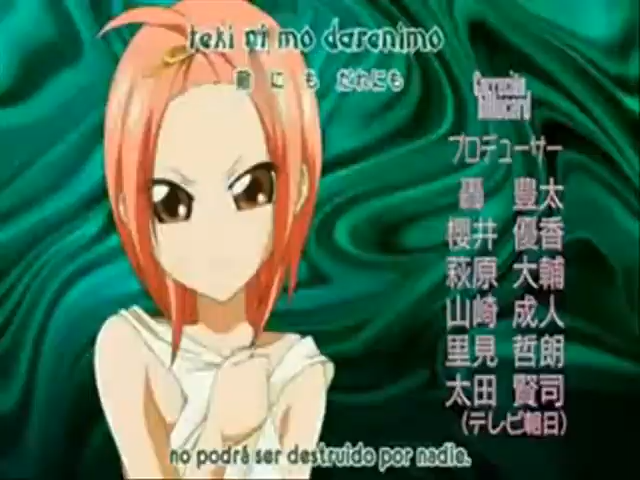 teki ni mo darenimo
敵 に も だれにも
プロデューサー
轟 豊太
櫻井 優香
萩原 大輔
山崎 成人
里見 哲朗
太田 賢司
(テレビ朝日)
no podrá ser destruido por nadie.